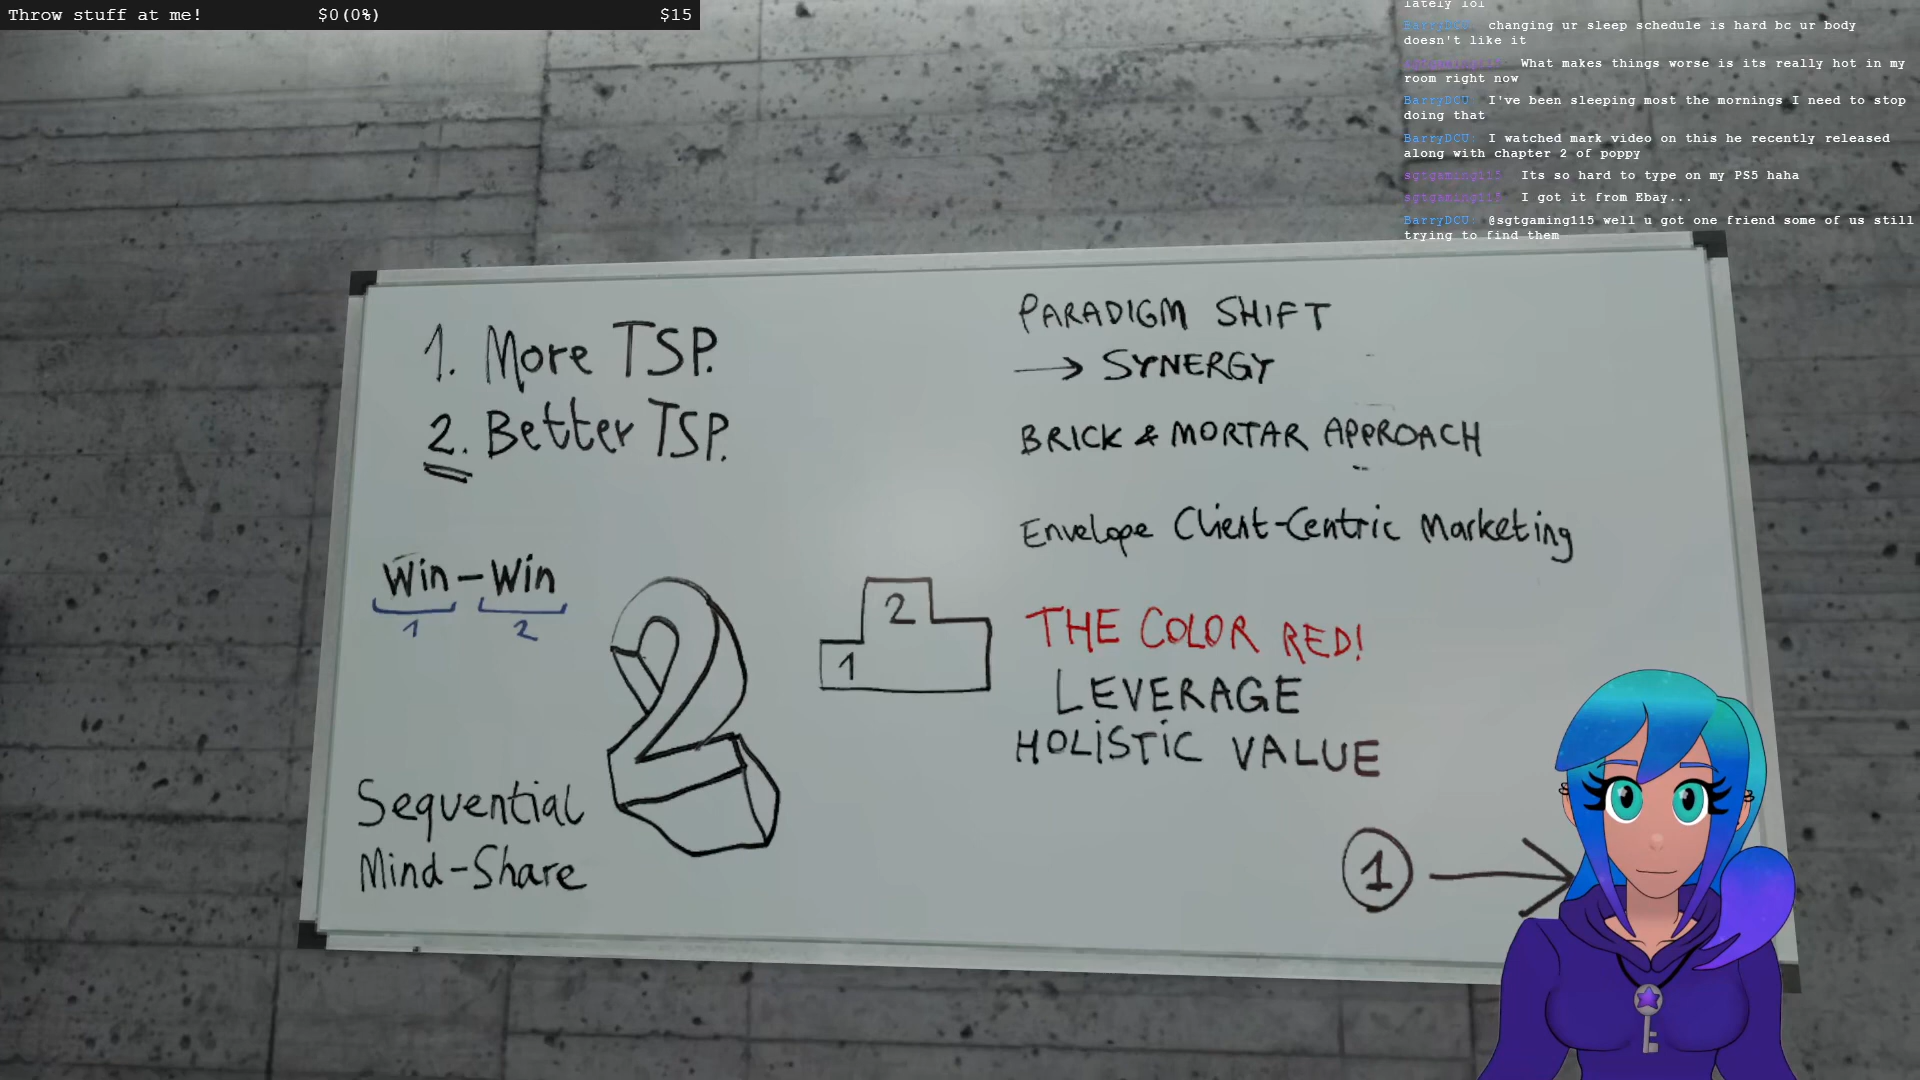 Throw stuff at me! $0(0%) $15
lately lol
BarryDCU: changing ur sleep schedule is hard bc ur body
doesn't like it
sgtgaming115: What makes things worse is its really hot in my
room right now
BarryDCU: I've been sleeping most the mornings I need to stop
doing that
BarryDCU: I watched mark video on this he recently released
along with chapter 2 of poppy
sgtgaming115: Its so hard to type on my PS5 haha
sgtgaming115: I got it from Ebay...
BarryDCU: @sgtgaming115 well u got one friend some of us still
trying to find them
1. More TSP.
2. Better TSP.
Win-Win
1 2
2
Sequential
Mind-Share
2
1
PARADIGM SHIFT
→ SYNERGY
BRICK & MORTAR APPROACH
Envelope Client-Centric Marketing
THE COLOR RED!
LEVERAGE
HOLISTIC VALUE
1 →